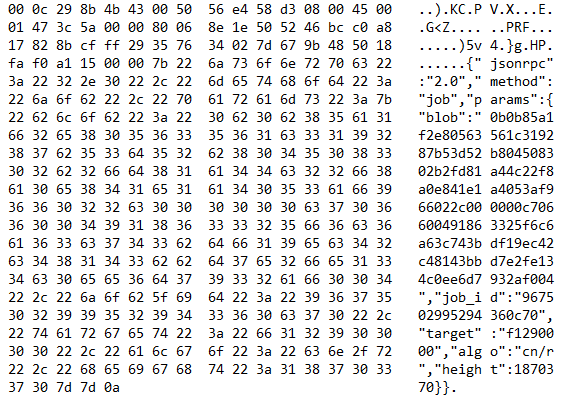 00 0c 29 8b 4b 43 00 50 56 e4 58 d3 08 00 45 00 ..).KC.P V.X...E.
01 47 3c 5a 00 00 80 06 8e 1e 50 52 46 bc c0 a8 .G<Z.... ..PRF...
17 82 8b cf ff 29 35 76 34 02 7d 67 9b 48 50 18 .....)5v 4.}g.HP.
fa f0 a1 15 00 00 7b 22 6a 73 6f 6e 72 70 63 22 ......{" jsonrpc"
3a 22 32 2e 30 22 2c 22 6d 65 74 68 6f 64 22 3a :"2.0"," method":
22 6a 6f 62 22 2c 22 70 61 72 61 6d 73 22 3a 7b "job","p arams":{
22 62 6c 6f 62 22 3a 22 30 62 30 62 38 35 61 31 "blob":" 0b0b85a1
66 32 65 38 30 35 36 33 35 36 31 63 33 31 39 32 f2e80563 561c3192
38 37 62 35 33 64 35 32 62 38 30 34 35 30 38 33 87b53d52 b8045083
30 32 62 32 66 64 38 31 61 34 34 63 32 32 66 38 02b2fd81 a44c22f8
61 30 65 38 34 31 65 31 61 34 30 35 33 61 66 39 a0e841e1 a4053af9
36 36 30 32 32 63 30 30 30 30 30 30 63 37 30 36 66022c00 0000c706
36 30 30 34 39 31 38 36 33 33 32 35 66 36 63 36 60049186 3325f6c6
61 36 33 63 37 34 33 62 64 66 31 39 65 63 34 32 a63c743b df19ec42
63 34 38 31 34 33 62 62 64 37 65 32 66 65 31 33 c48143bb d7e2fe13
34 63 30 65 65 36 64 37 39 33 32 61 66 30 30 34 4c0ee6d7 932af004
22 2c 22 6a 6f 62 5f 69 64 22 3a 22 39 36 37 35 ","job_i d":"9675
30 32 39 39 35 32 39 34 33 36 30 63 37 30 22 2c 02995294 360c70",
22 74 61 72 67 65 74 22 3a 22 66 31 32 39 30 30 "target" :"f12900
30 30 22 2c 22 61 6c 67 6f 22 3a 22 63 6e 2f 72 00","alg o":"cn/r
22 2c 22 68 65 69 67 68 74 22 3a 31 38 37 30 33 ","heigh t":18703
37 30 7d 7d 0a 70}}.